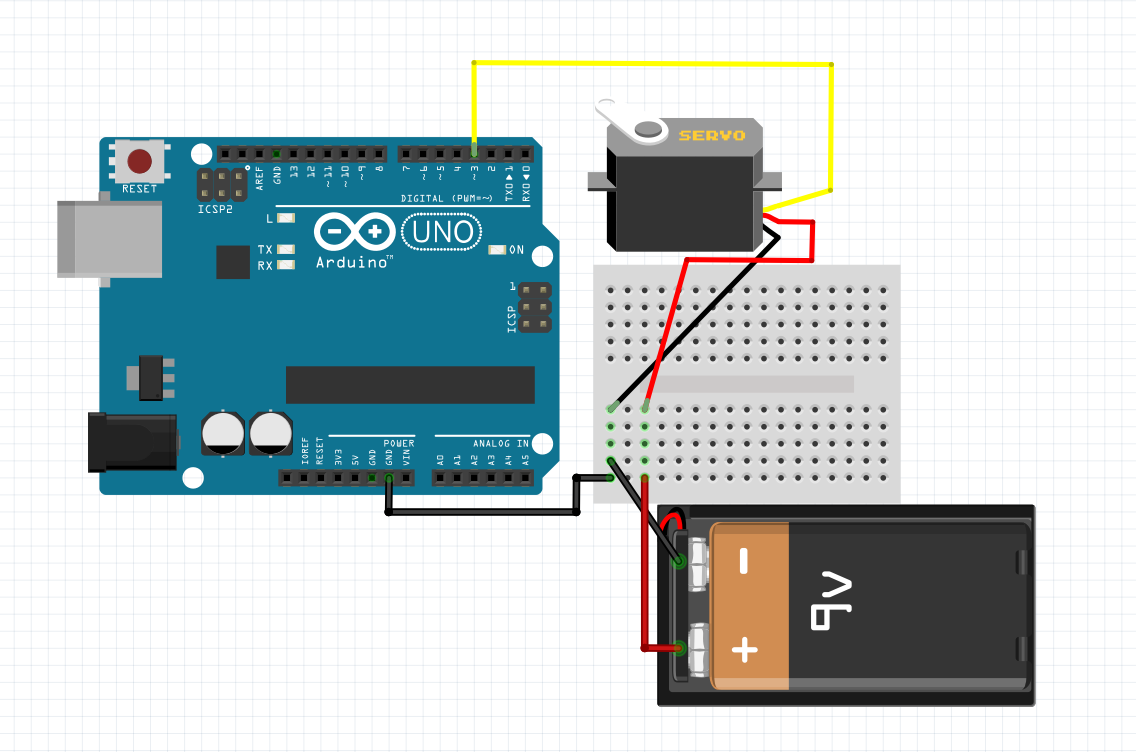 SERVO
RESET
ICSP2
AREF
GND
13
12
~11
~10
~9
8
7
~6
~5
4
~3
2
TX0▶1
RX0◀0
DIGITAL (PWM=~)
L
TX
RX
UNO
Arduino™
ON
1
ICSP
IOREF
RESET
3V3
5V
GND
GND
VIN
POWER
ANALOG IN
A0
A1
A2
A3
A4
A5
-
+
9v